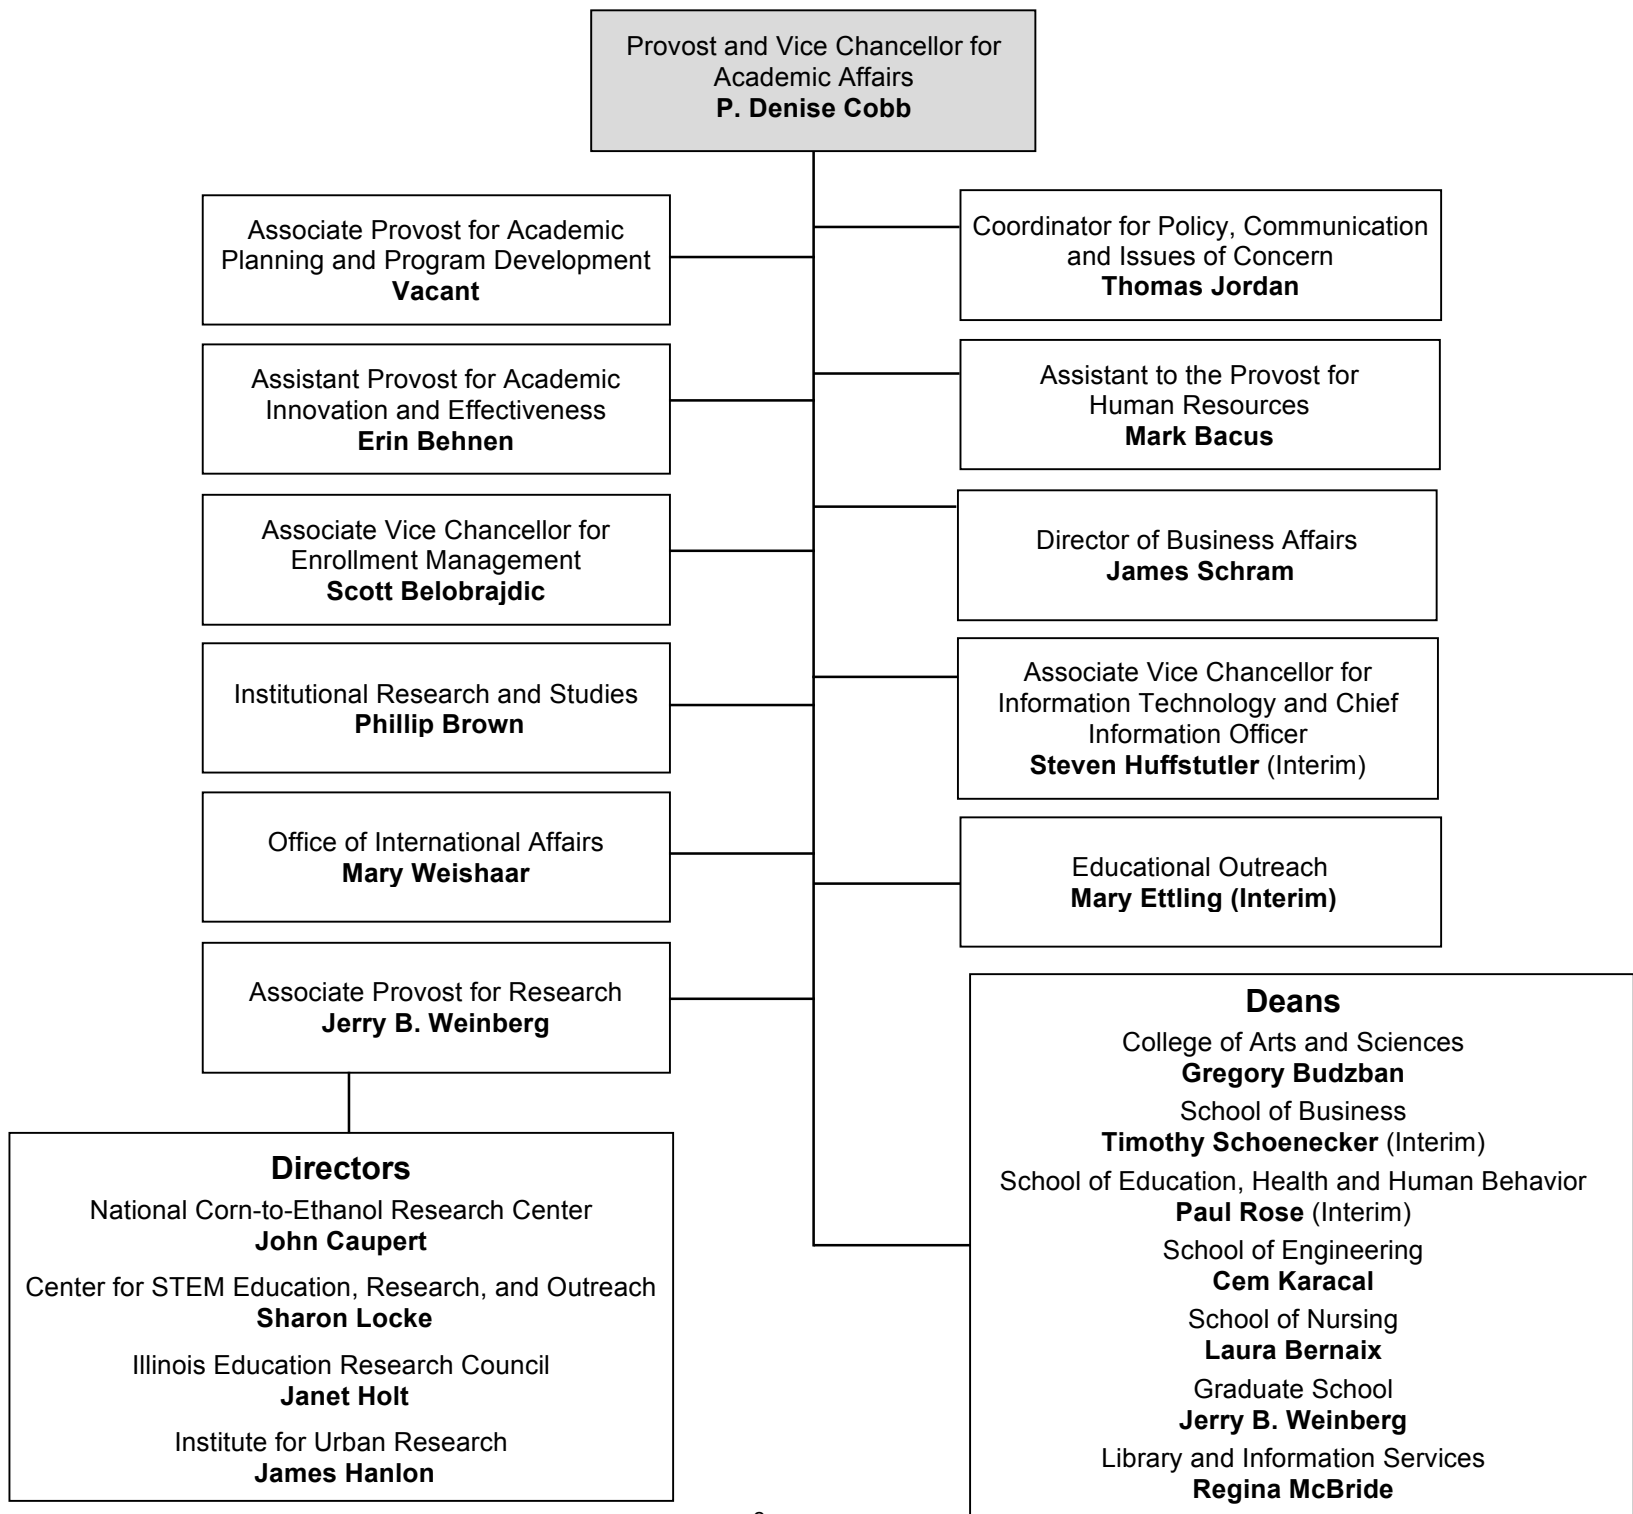 Provost and Vice Chancellor for
Academic Affairs
P. Denise Cobb
Associate Provost for Academic
Planning and Program Development
Vacant
Assistant Provost for Academic
Innovation and Effectiveness
Erin Behnen
Associate Vice Chancellor for
Enrollment Management
Scott Belobrajdic
Institutional Research and Studies
Phillip Brown
Office of International Affairs
Mary Weishaar
Associate Provost for Research
Jerry B. Weinberg
Directors
National Corn-to-Ethanol Research Center
John Caupert
Center for STEM Education, Research, and Outreach
Sharon Locke
Illinois Education Research Council
Janet Holt
Institute for Urban Research
James Hanlon
Coordinator for Policy, Communication
and Issues of Concern
Thomas Jordan
Assistant to the Provost for
Human Resources
Mark Bacus
Director of Business Affairs
James Schram
Associate Vice Chancellor for
Information Technology and Chief
Information Officer
Steven Huffstutler (Interim)
Educational Outreach
Mary Ettling (Interim)
Deans
College of Arts and Sciences
Gregory Budzban
School of Business
Timothy Schoenecker (Interim)
School of Education, Health and Human Behavior
Paul Rose (Interim)
School of Engineering
Cem Karacal
School of Nursing
Laura Bernaix
Graduate School
Jerry B. Weinberg
Library and Information Services
Regina McBride